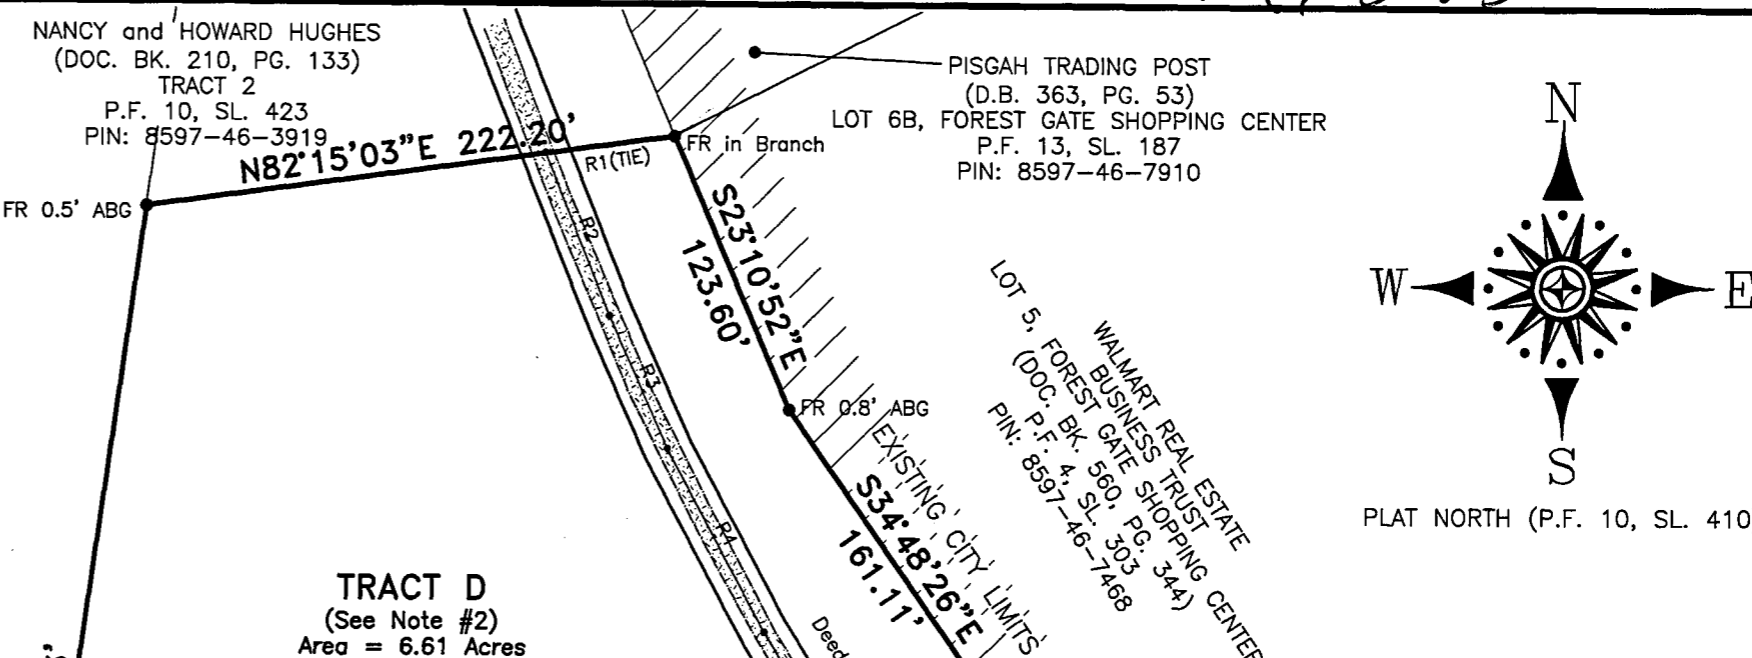 NANCY and HOWARD HUGHES
(DOC. BK. 210, PG. 133)
TRACT 2
P.F. 10, SL. 423
PIN: 8597-46-3919
N82°15'03"E 222.20'
FR 0.5' ABG
R1(TIE)
FR in Branch
PISGAH TRADING POST
(D.B. 363, PG. 53)
LOT 6B, FOREST GATE SHOPPING CENTER
P.F. 13, SL. 187
PIN: 8597-46-7910
R2
S23°10'52"E
123.60'
R3
FR 0.8' ABG
R4
EXISTING CITY LIMITS
S34°48'26"E
161.11'
WALMART REAL ESTATE
BUSINESS TRUST
LOT 5, FOREST GATE SHOPPING CENTER
(DOC. BK. 560, PG. 344)
P.F. 4, SL. 303
PIN: 8597-46-7468
TRACT D
(See Note #2)
Area = 6.61 Acres
Deed
N
W
E
S
PLAT NORTH (P.F. 10, SL. 410